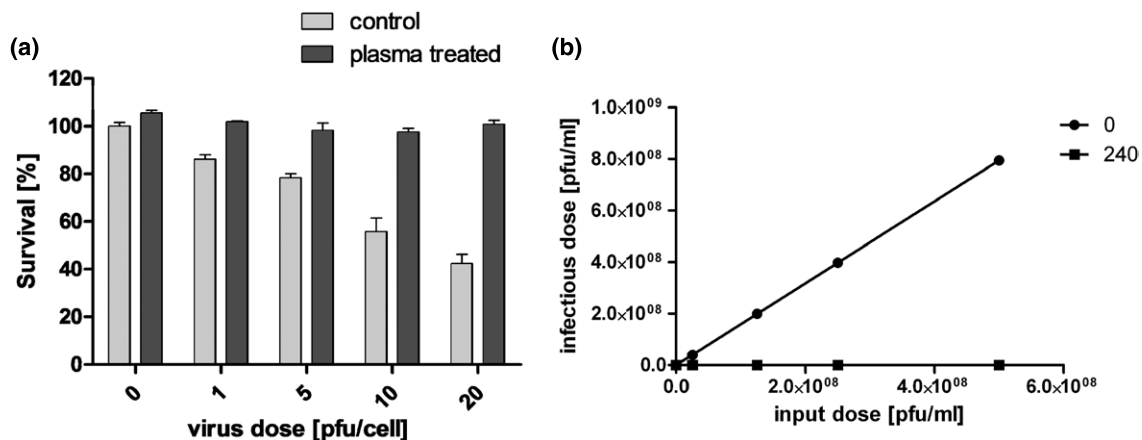 (a)
control
plasma treated
120
100
80
60
40
20
0
Survival [%]
0 1 5 10 20
virus dose [pfu/cell]
(b)
0
240
1.0×10⁰⁹
8.0×10⁰⁸
6.0×10⁰⁸
4.0×10⁰⁸
2.0×10⁰⁸
0.0
infectious dose [pfu/ml]
0.0 2.0×10⁰⁸ 4.0×10⁰⁸ 6.0×10⁰⁸
input dose [pfu/ml]